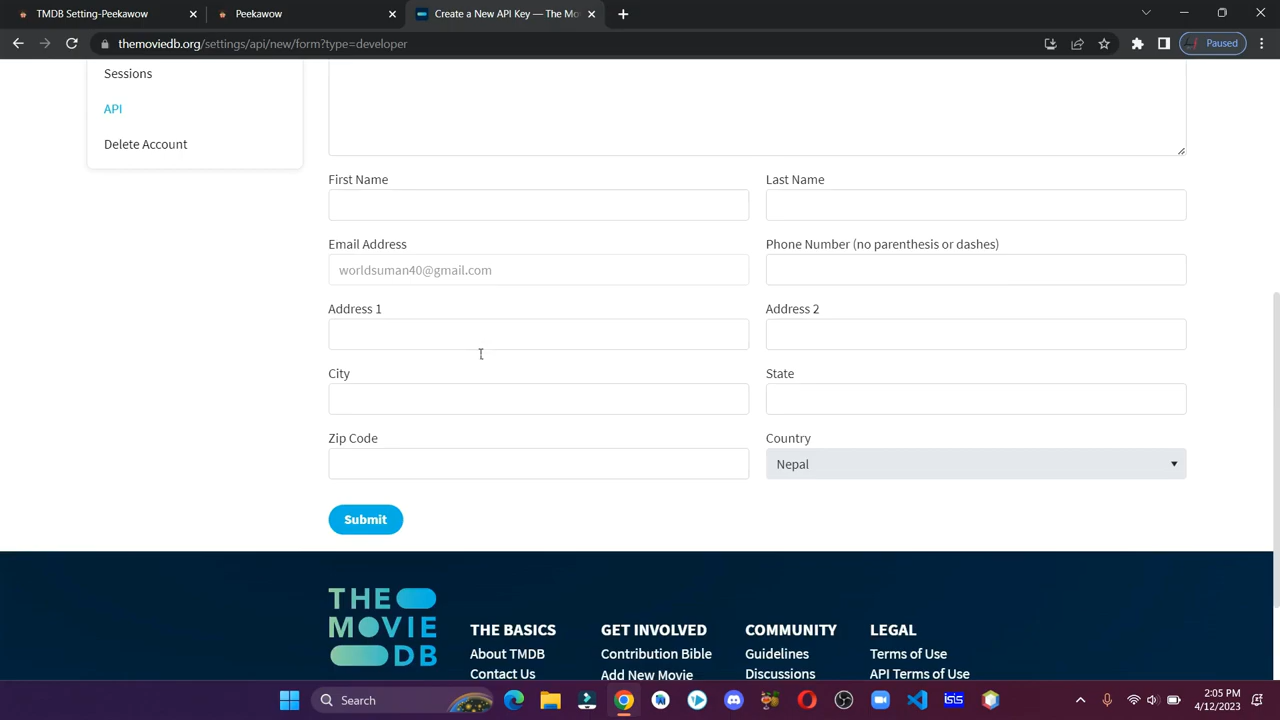 TMDB Setting-Peekawow
Peekawow
Create a New API Key — The Mo
themoviedb.org/settings/api/new/form?type=developer
Paused
Sessions
API
Delete Account
First Name
Last Name
Email Address
Phone Number (no parenthesis or dashes)
worldsuman40@gmail.com
Address 1
Address 2
City
State
Zip Code
Country
Nepal
Submit
THE
MOVIE
DB
THE BASICS
GET INVOLVED
COMMUNITY
LEGAL
About TMDB
Contribution Bible
Guidelines
Terms of Use
Contact Us
Add New Movie
Discussions
API Terms of Use
Search
ISIS
2:05 PM
4/12/2023